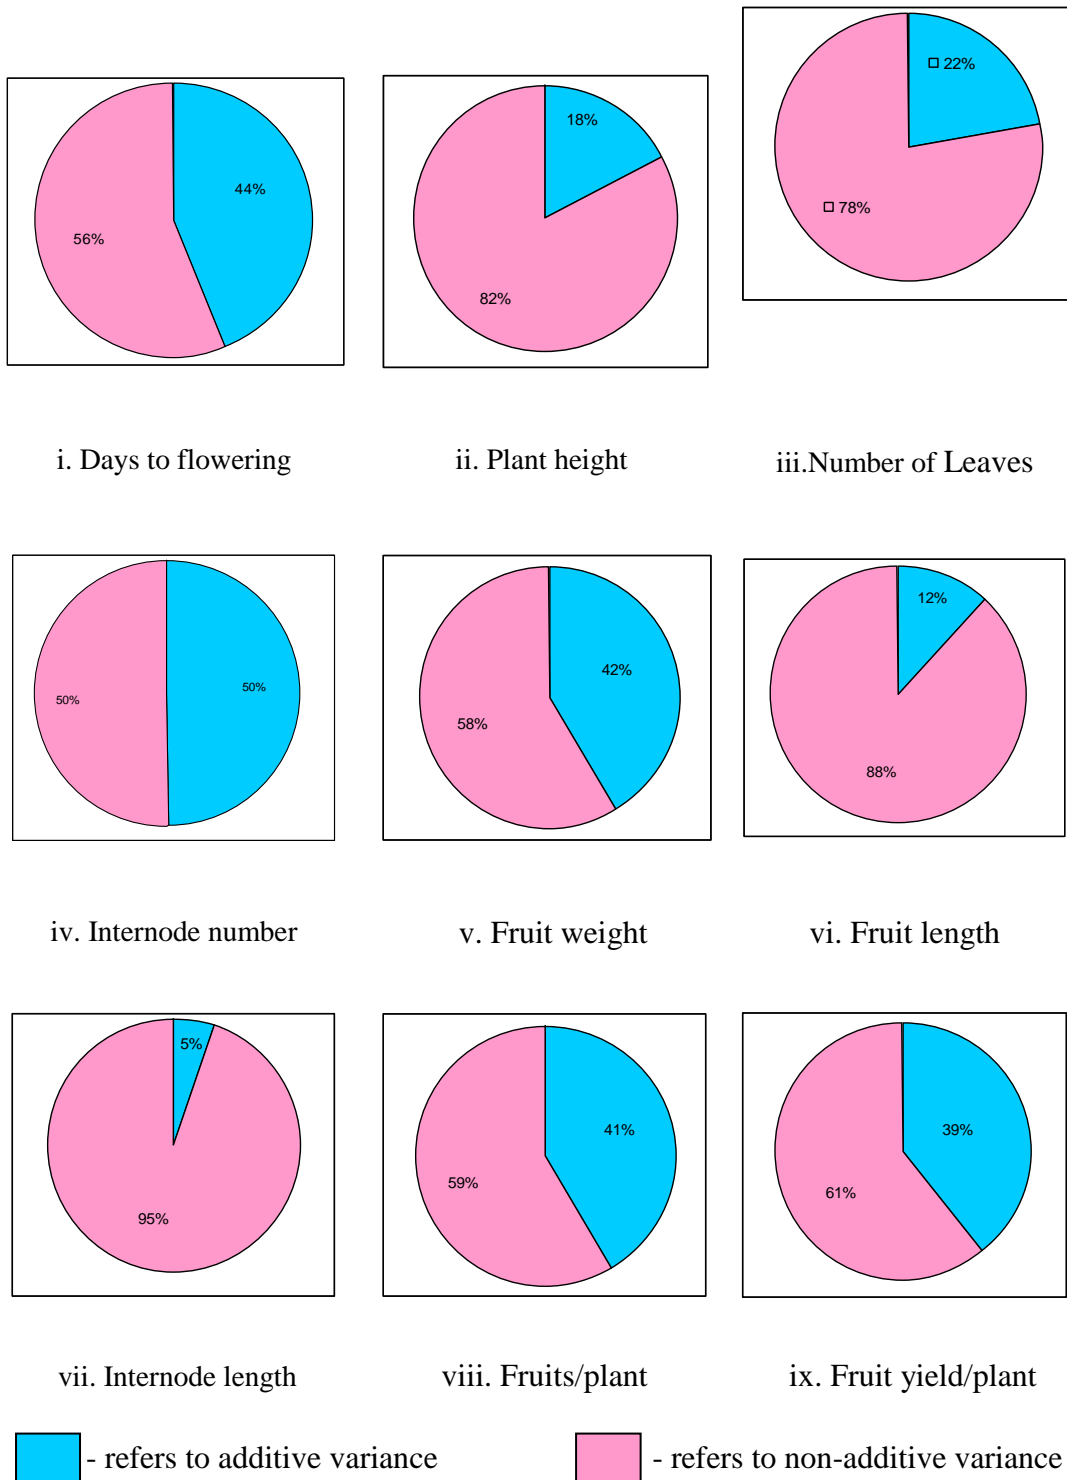 44%
56%
18%
82%
□ 22%
□ 78%
i. Days to flowering
ii. Plant height
iii.Number of Leaves
50%
50%
42%
58%
12%
88%
iv. Internode number
v. Fruit weight
vi. Fruit length
5%
95%
41%
59%
39%
61%
vii. Internode length
viii. Fruits/plant
ix. Fruit yield/plant
- refers to additive variance
- refers to non-additive variance